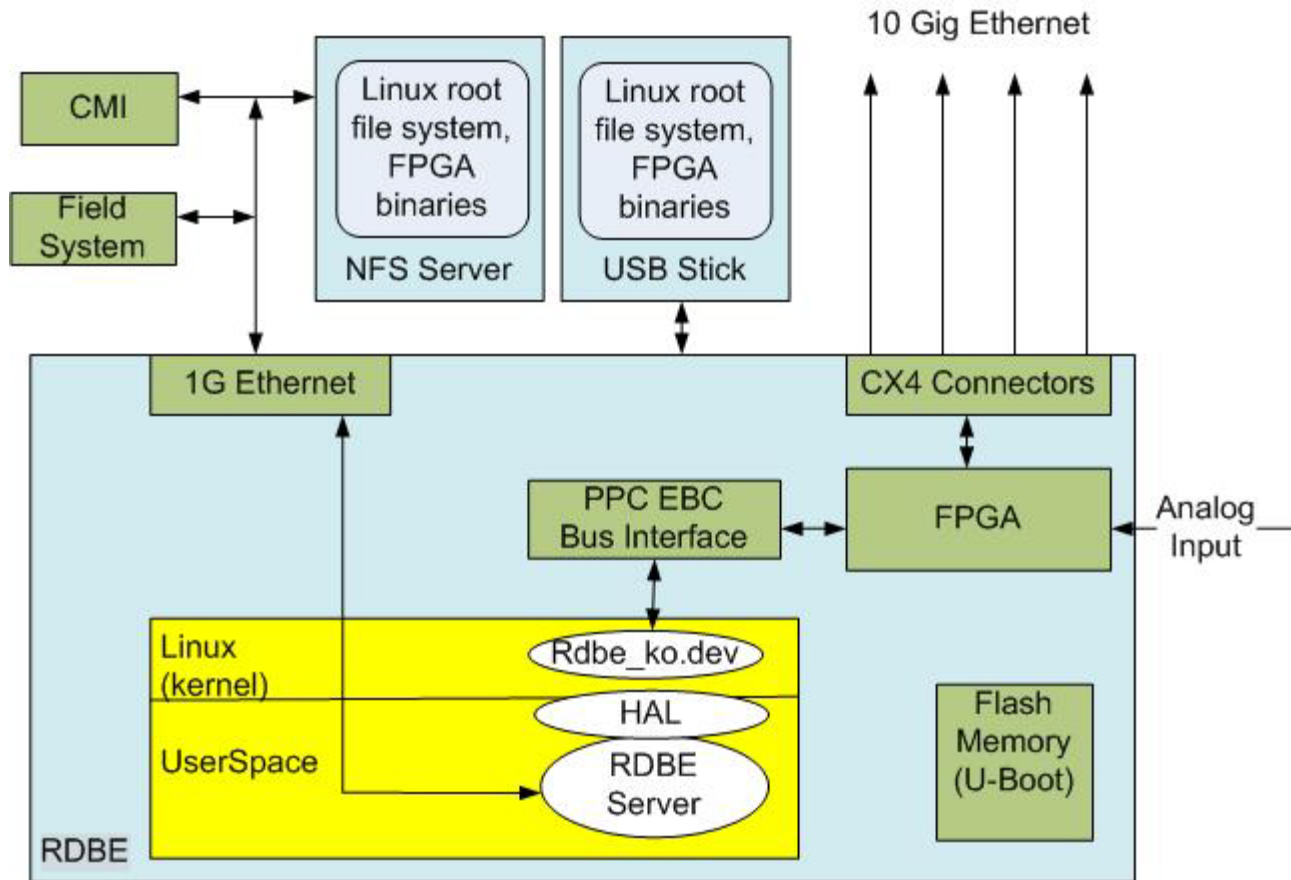 10 Gig Ethernet
CMI
Field
System
Linux root
file system,
FPGA
binaries
NFS Server
Linux root
file system,
FPGA
binaries
USB Stick
1G Ethernet
CX4 Connectors
PPC EBC
Bus Interface
FPGA
Analog
Input
Linux
(kernel)
Rdbe_ko.dev
HAL
UserSpace
RDBE
Server
Flash
Memory
(U-Boot)
RDBE